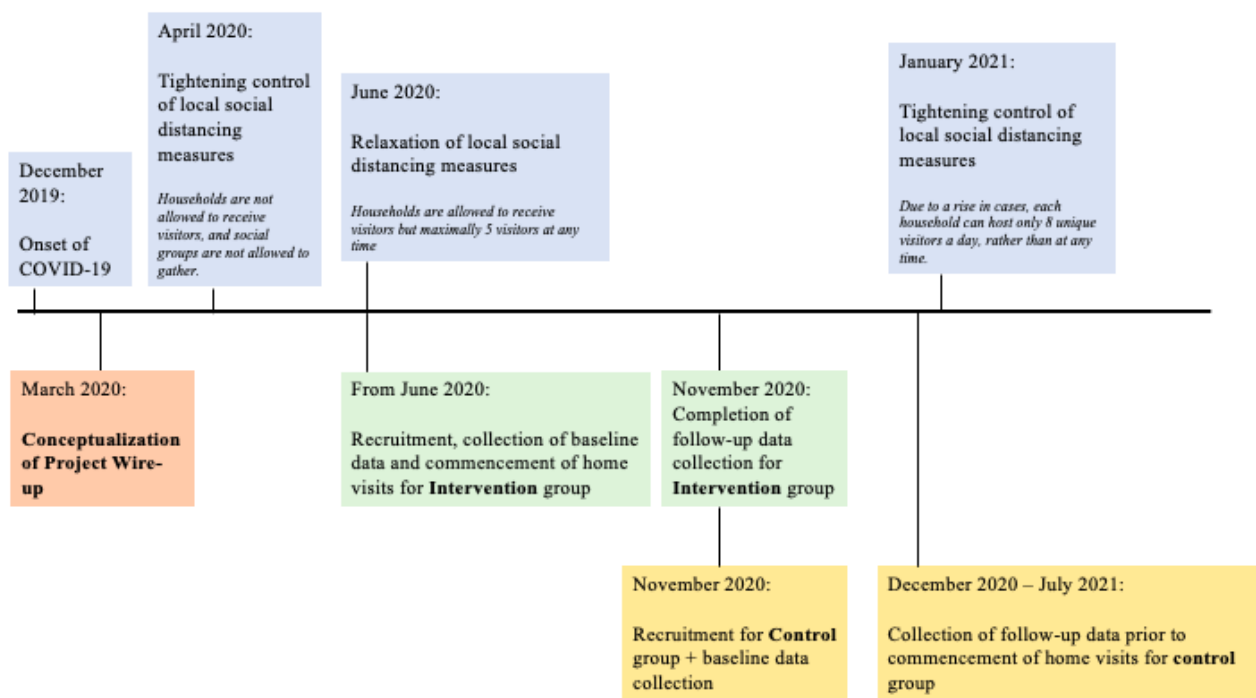 December
2019:
Onset of
COVID-19
April 2020:
Tightening control
of local social
distancing
measures
Households are not
allowed to receive
visitors, and social
groups are not allowed to
gather.
June 2020:
Relaxation of local social
distancing measures
Households are allowed to receive
visitors but maximally 5 visitors at any
time
January 2021:
Tightening control of
local social distancing
measures
Due to a rise in cases, each
household can host only 8 unique
visitors a day, rather than at any
time.
March 2020:
Conceptualization
of Project Wire-
up
From June 2020:
Recruitment, collection of baseline
data and commencement of home
visits for Intervention group
November 2020:
Completion of
follow-up data
collection for
Intervention group
November 2020:
Recruitment for Control
group + baseline data
collection
December 2020 – July 2021:
Collection of follow-up data prior to
commencement of home visits for control
group